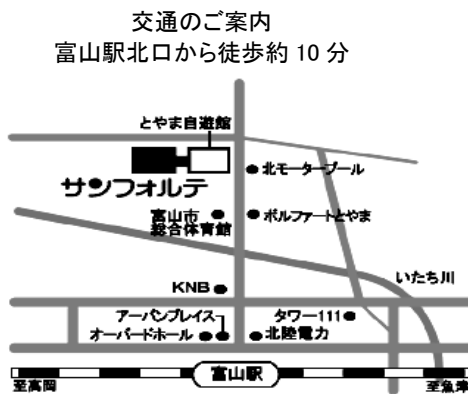 交通のご案内
富山駅北口から徒歩約 10 分
とやま自遊館
北モータープール
サンフォルテ
富山市
総合体育館
ボルファートとやま
いたち川
KNB
アーバンプレイス
タワー111
オーバードホール
北陸電力
富山駅
至高岡
至魚津